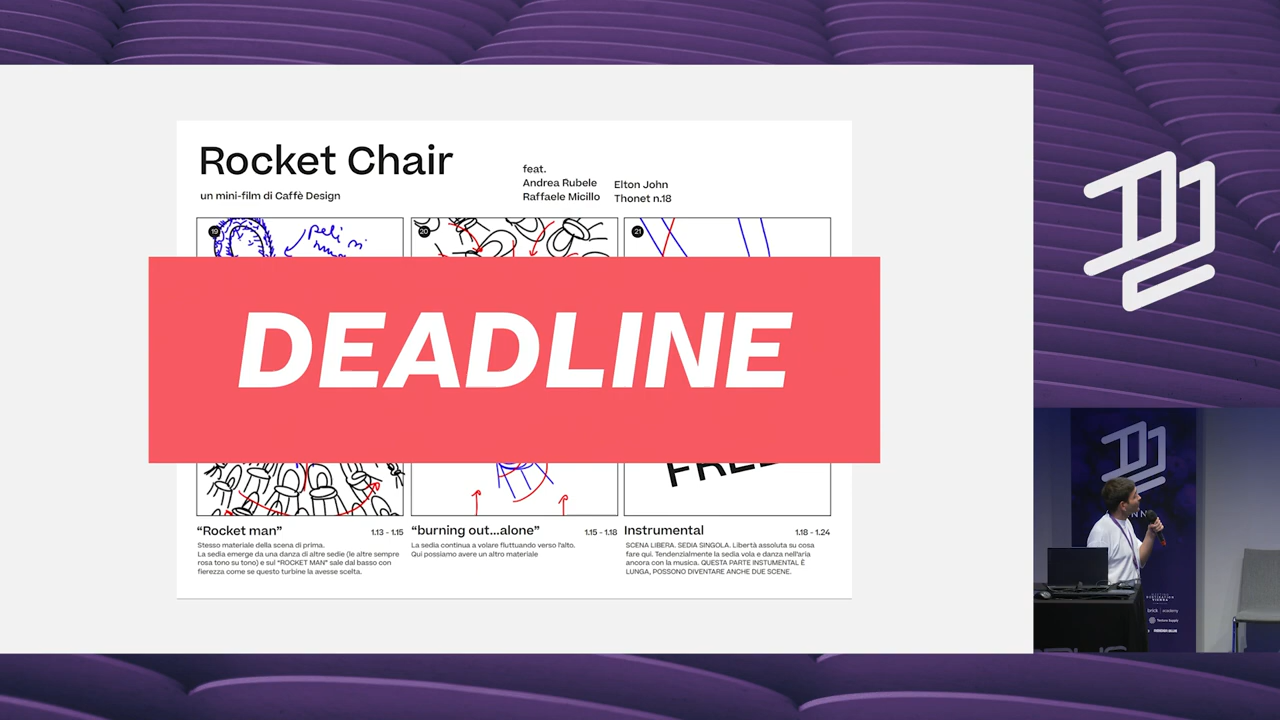 Rocket Chair
un mini-film di Caffè Design
feat.
Andrea Rubele
Raffaele Micillo
Elton John
Thonet n.18
19
20
21
peli
DEADLINE
"Rocket man"
1.13 - 1.15
Stesso materiale della scena di prima.
La sedia emerge da una danza di altre sedie (le altre sempre
rosa tono su tono) e sul "ROCKET MAN" sale dal basso con
fierezza come se questo turbine la avesse scelta.
"burning out...alone"
1.15 - 1.18
La sedia continua a volare fluttuando verso l'alto.
Qui possiamo avere un altro materiale
Instrumental
1.18 - 1.24
SCENA LIBERA. SEDIA SINGOLA. Libertà assoluta su cosa
fare qui. Tendenzialmente la sedia vola e danza nell'aria
ancora con la musica. QUESTA PARTE INSTUMENTAL È
LUNGA, POSSONO DIVENTARE ANCHE DUE SCENE.
brick academy